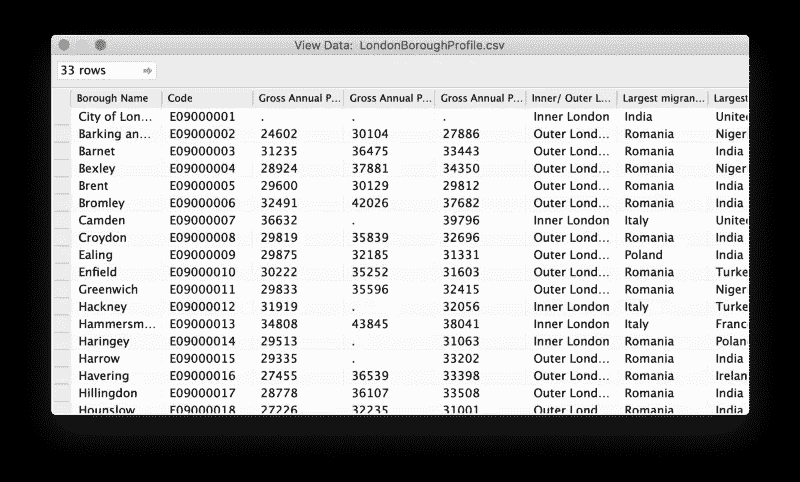 View Data: LondonBoroughProfile.csv
33 rows
Borough Name Code Gross Annual P... Gross Annual P... Gross Annual P... Inner/ Outer L... Largest migran... Largest
City of Lon... E09000001 . . . Inner London India Unite
Barking an... E09000002 24602 30104 27886 Outer Lond... Romania Niger
Barnet E09000003 31235 36475 33443 Outer Lond... Romania India
Bexley E09000004 28924 37881 34350 Outer Lond... Romania Niger
Brent E09000005 29600 30129 29812 Outer Lond... Romania India
Bromley E09000006 32491 42026 37682 Outer Lond... Romania India
Camden E09000007 36632 . 39796 Inner London Italy Unite
Croydon E09000008 29819 35839 32696 Outer Lond... Romania India
Ealing E09000009 29875 32185 31331 Outer Lond... Poland India
Enfield E09000010 30222 35252 31603 Outer Lond... Romania Turke
Greenwich E09000011 29833 35596 32415 Outer Lond... Romania Niger
Hackney E09000012 31919 . 32056 Inner London Italy Turke
Hammersm... E09000013 34808 43845 38041 Inner London Italy Franc
Haringey E09000014 29513 . 31063 Inner London Romania Polan
Harrow E09000015 29335 . 33202 Outer Lond... Romania India
Havering E09000016 27455 36539 33398 Outer Lond... Romania Irelan
Hillingdon E09000017 28778 36107 33508 Outer Lond... Romania India
Hounslow E09000018 27226 32235 31001 Outer Lond... Romania India